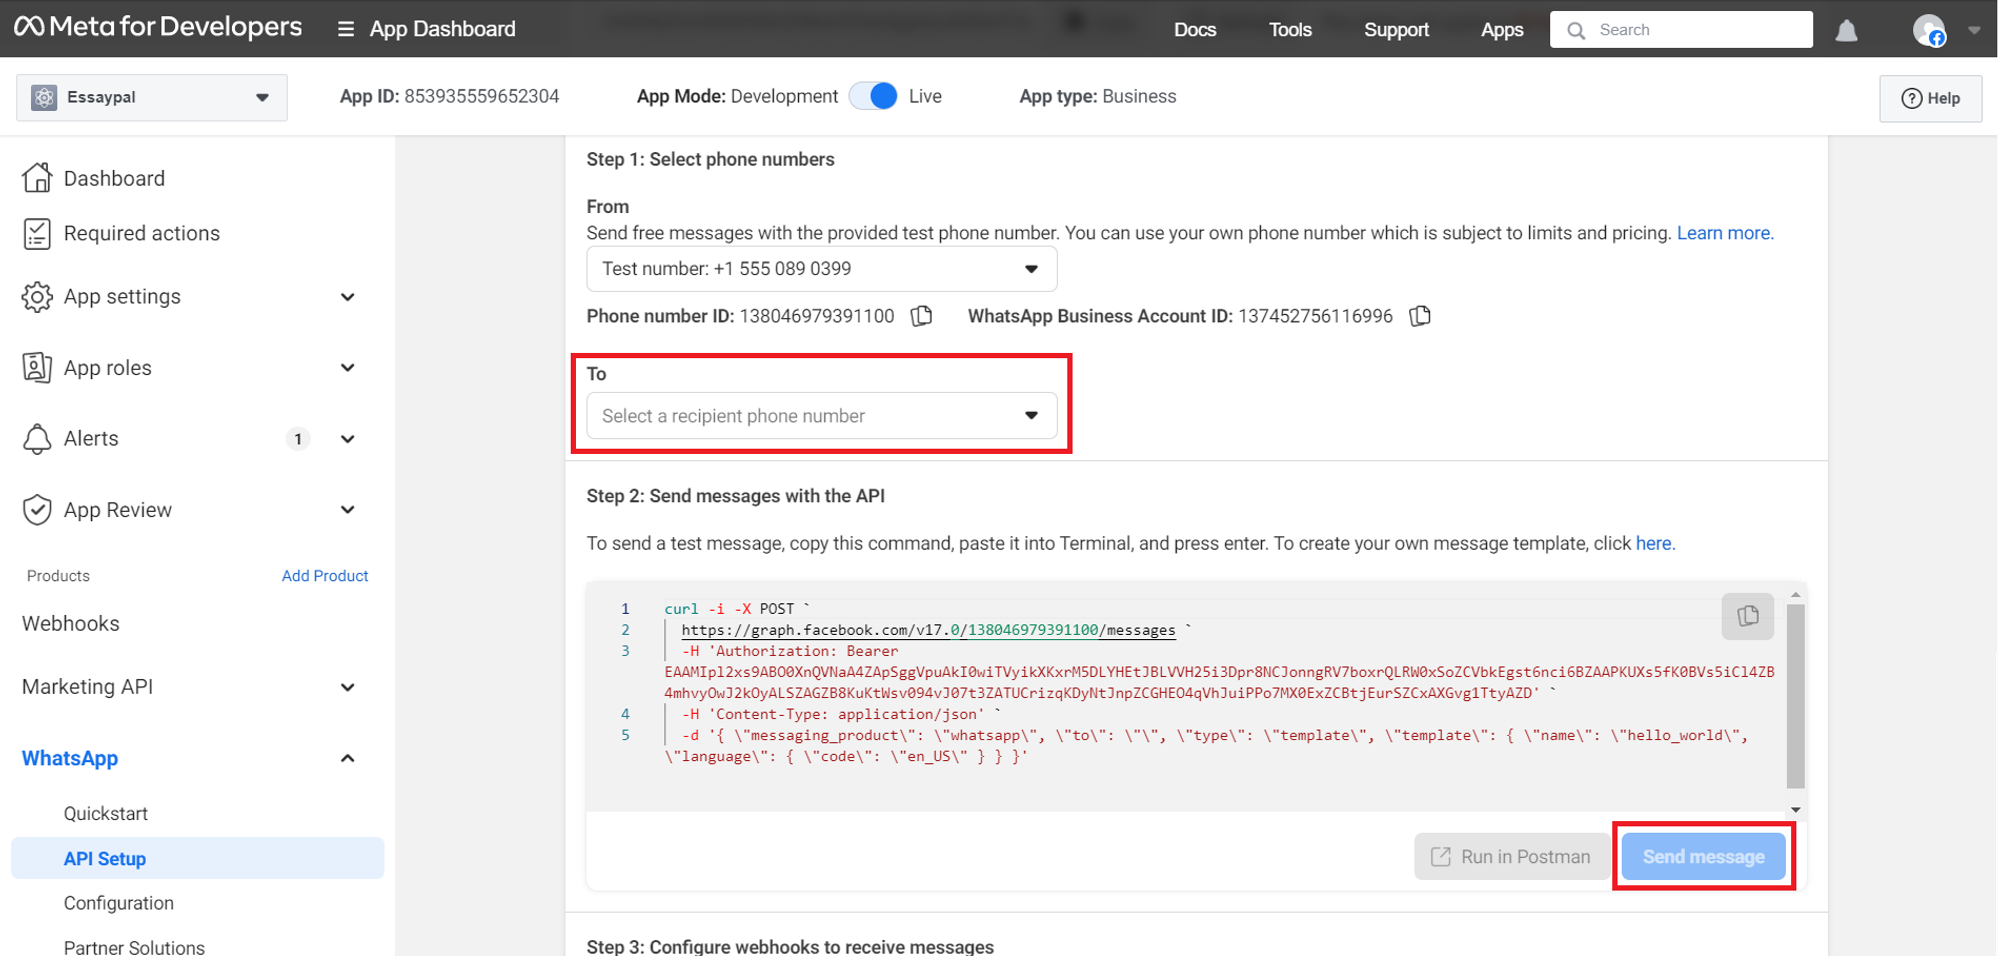 Meta for Developers
App Dashboard
Docs
Tools
Support
Apps
Search
Essaypal
App ID: 853935559652304
App Mode: Development
Live
App type: Business
Help
Dashboard
Required actions
App settings
App roles
Alerts
1
App Review
Products
Add Product
Webhooks
Marketing API
WhatsApp
Quickstart
API Setup
Configuration
Partner Solutions
Step 1: Select phone numbers
From
Send free messages with the provided test phone number. You can use your own phone number which is subject to limits and pricing. Learn more.
Test number: +1 555 089 0399
Phone number ID: 138046979391100
WhatsApp Business Account ID: 137452756116996
To
Select a recipient phone number
Step 2: Send messages with the API
To send a test message, copy this command, paste it into Terminal, and press enter. To create your own message template, click here.
1 curl -i -X POST `
2 https://graph.facebook.com/v17.0/138046979391100/messages `
3 -H 'Authorization: Bearer
EAAMIpl2xs9ABO0XnQVNaA4ZApSggVpuAkI0wiTVyikXKxrM5DLYHEtJBLVVH25i3Dpr8NCJonngRV7boxrQLRW0xSoZCVbkEgst6nci6BZAAPKUXs5fK0BVs5iCl4ZB
4mhvyOwJ2kOyALSZAGZB8KuKtWsv094vJ07t3ZATUCrizqKDyNtJnpZCGHEO4qVhJuiPPo7MX0ExZCBtjEurSZCxAXGvg1TtyAZD' `
4 -H 'Content-Type: application/json' `
5 -d '{ \"messaging_product\": \"whatsapp\", \"to\": \"\", \"type\": \"template\", \"template\": { \"name\": \"hello_world\",
\"language\": { \"code\": \"en_US\" } } }'
Run in Postman
Send message
Step 3: Configure webhooks to receive messages